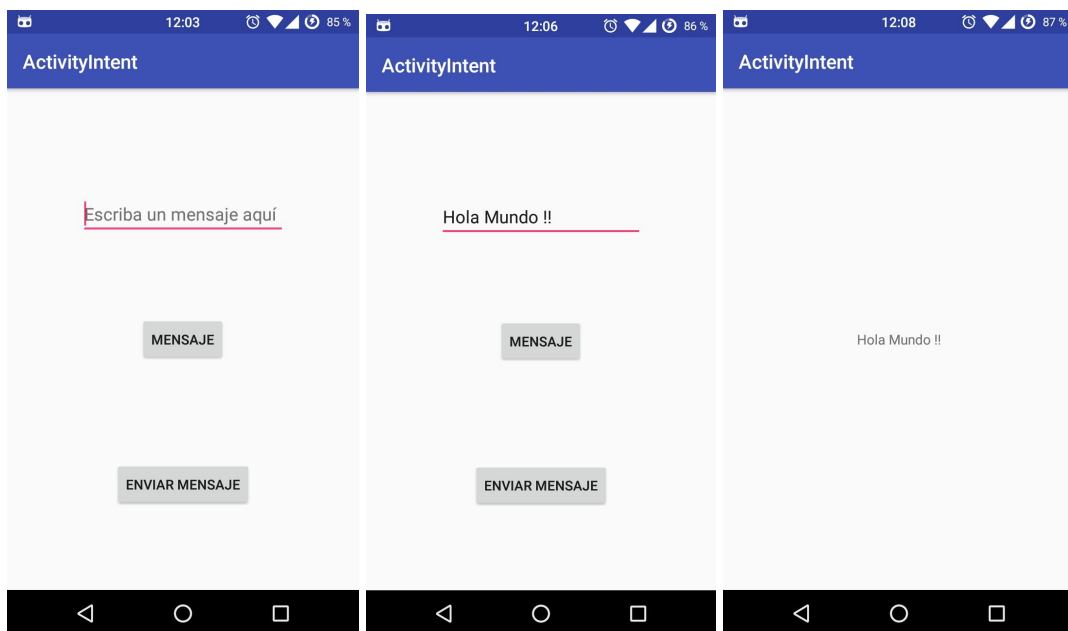 12:03 85 %
ActivityIntent
Escriba un mensaje aquí
MENSAJE
ENVIAR MENSAJE
12:06 86 %
ActivityIntent
Hola Mundo !!
MENSAJE
ENVIAR MENSAJE
12:08 87 %
ActivityIntent
Hola Mundo !!